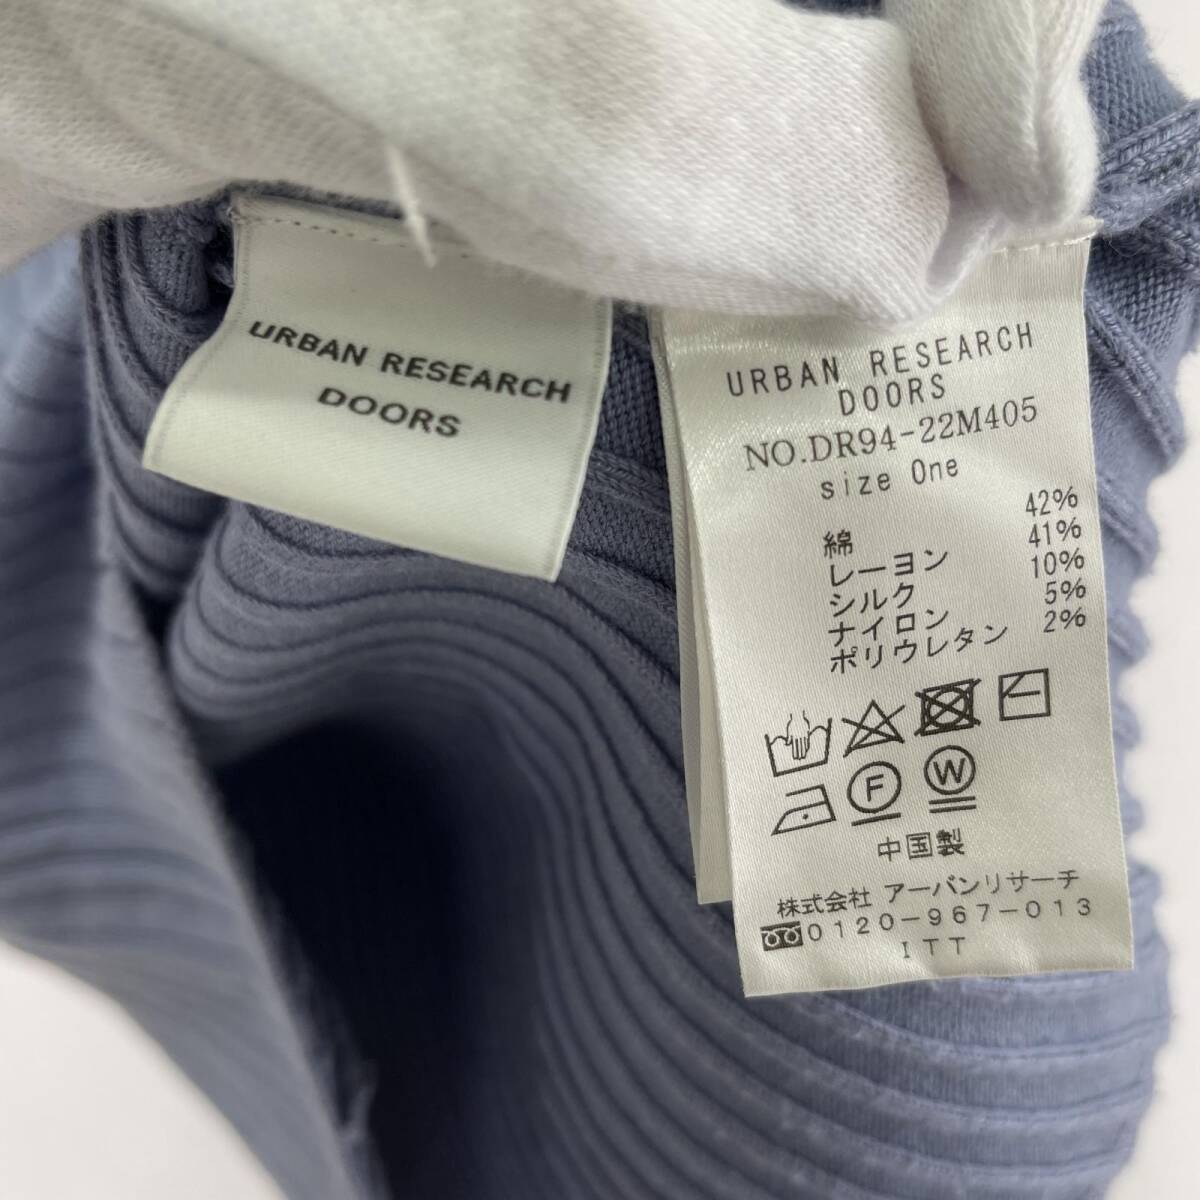 URBAN RESEARCH
DOORS
URBAN RESEARCH
DOORS
NO.DR94-22M405
size One
綿 42%
レーヨン 41%
シルク 10%
ナイロン 5%
ポリウレタン 2%
F W
中国製
株式会社 アーバンリサーチ
0120-967-013
ITT